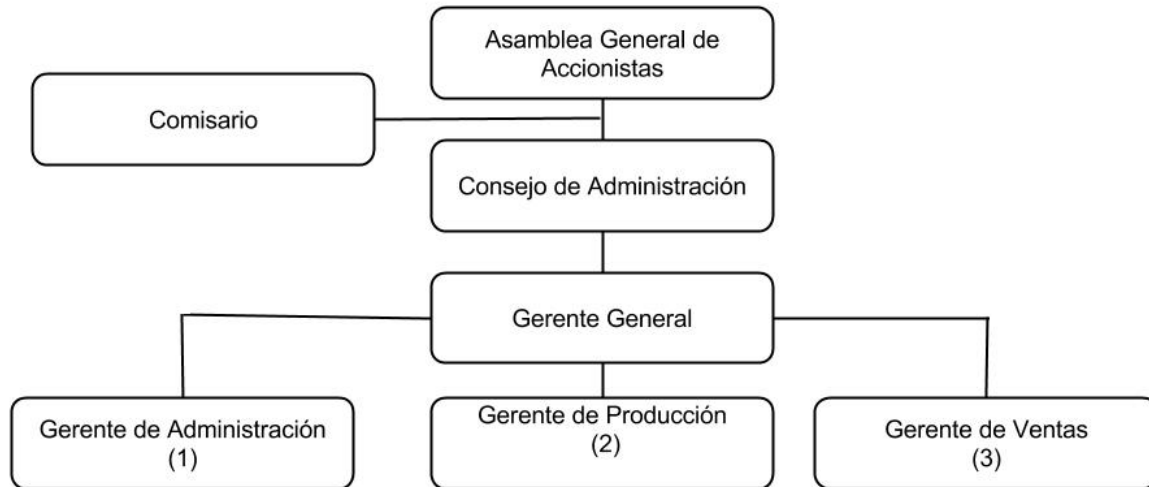 Asamblea General de
Accionistas
Comisario
Consejo de Administración
Gerente General
Gerente de Administración
(1)
Gerente de Producción
(2)
Gerente de Ventas
(3)